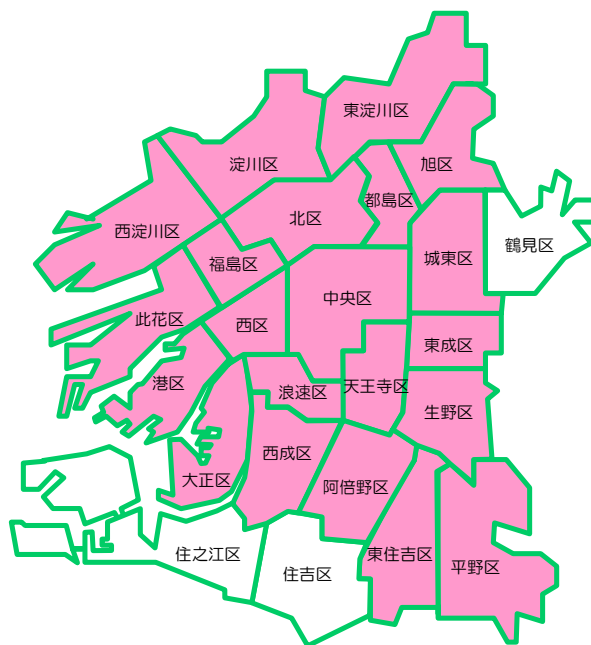 東淀川区
淀川区
旭区
都島区
北区
西淀川区
鶴見区
城東区
福島区
中央区
此花区
西区
東成区
港区
浪速区
天王寺区
生野区
西成区
大正区
阿倍野区
住之江区
東住吉区
平野区
住吉区